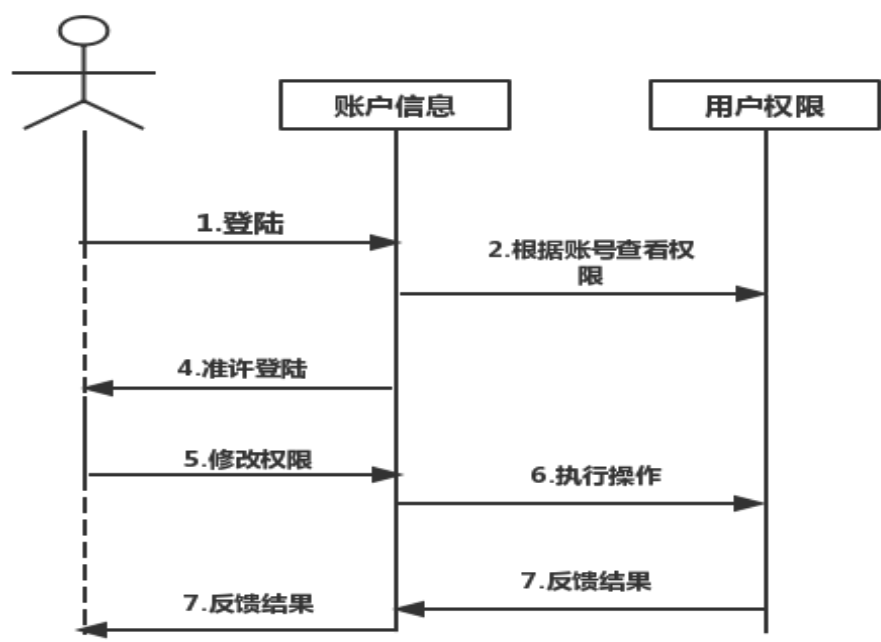 账户信息
用户权限
1.登陆
2.根据账号查看权
限
4.准许登陆
5.修改权限
6.执行操作
7.反馈结果
7.反馈结果